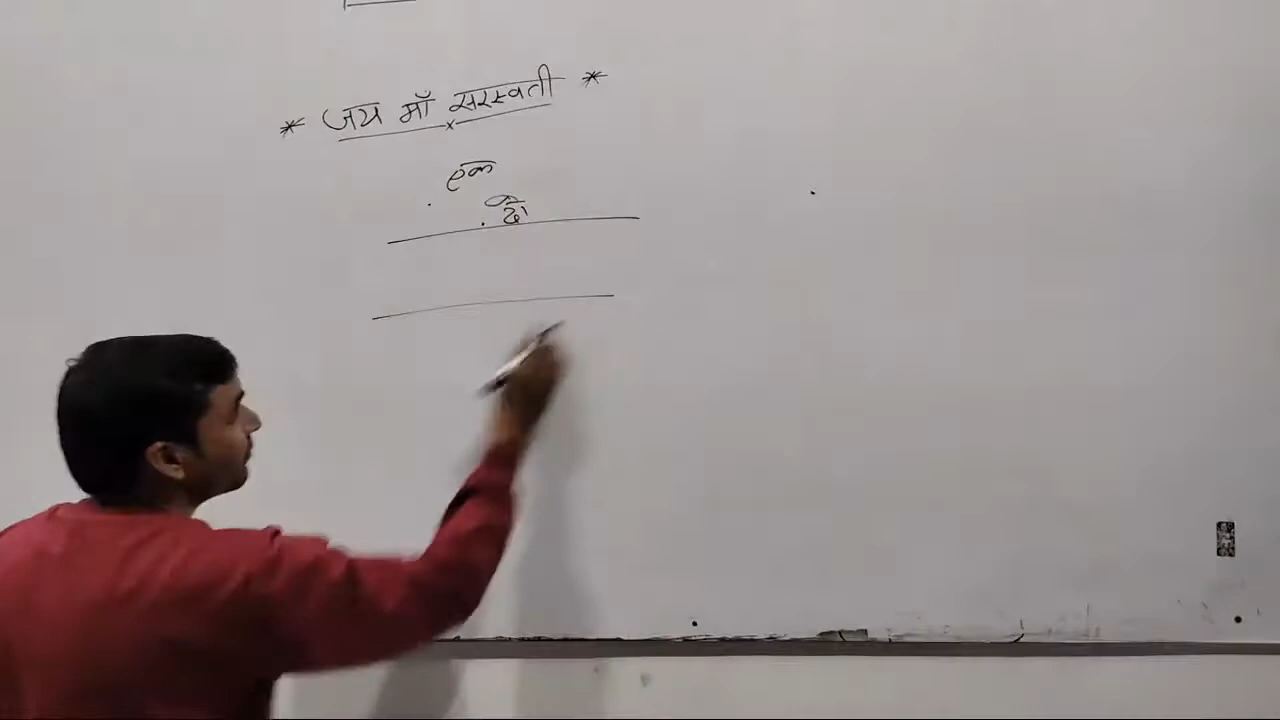 * जय माँ सरस्वती *
एक
दो